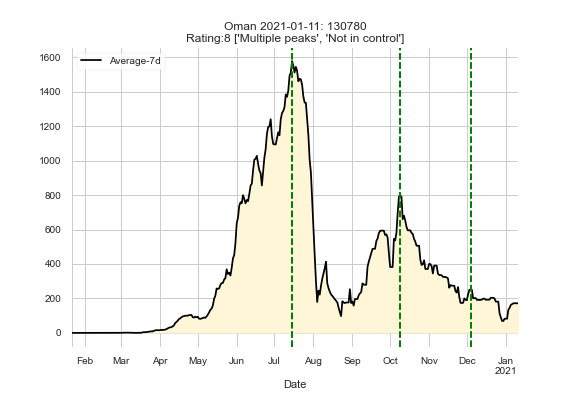 Oman 2021-01-11: 130780
Rating:8 ['Multiple peaks', 'Not in control']
Average-7d
1600
1400
1200
1000
800
600
400
200
0
Feb Mar Apr May Jun Jul Aug Sep Oct Nov Dec Jan
2021
Date